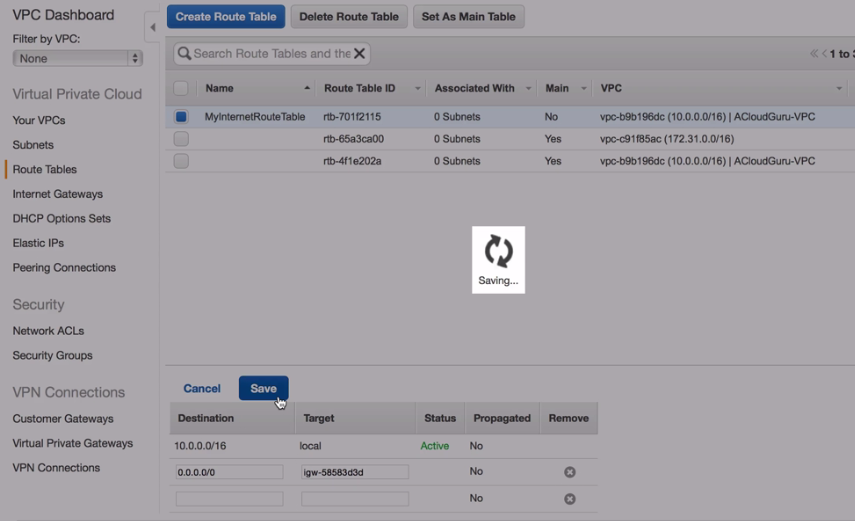 VPC Dashboard
Filter by VPC:
None
Virtual Private Cloud
Your VPCs
Subnets
Route Tables
Internet Gateways
DHCP Options Sets
Elastic IPs
Peering Connections
Security
Network ACLs
Security Groups
VPN Connections
Customer Gateways
Virtual Private Gateways
VPN Connections
Create Route Table Delete Route Table Set As Main Table
Search Route Tables and the
1 to 3
Name Route Table ID Associated With Main VPC
MyInternetRouteTable rtb-701f2115 0 Subnets No vpc-b9b196dc (10.0.0.0/16) | ACloudGuru-VPC
rtb-65a3ca00 0 Subnets Yes vpc-c91f85ac (172.31.0.0/16)
rtb-4f1e202a 0 Subnets Yes vpc-b9b196dc (10.0.0.0/16) | ACloudGuru-VPC
Saving...
Cancel Save
Destination Target Status Propagated Remove
10.0.0.0/16 local Active No
0.0.0.0/0 igw-58583d3d No
No